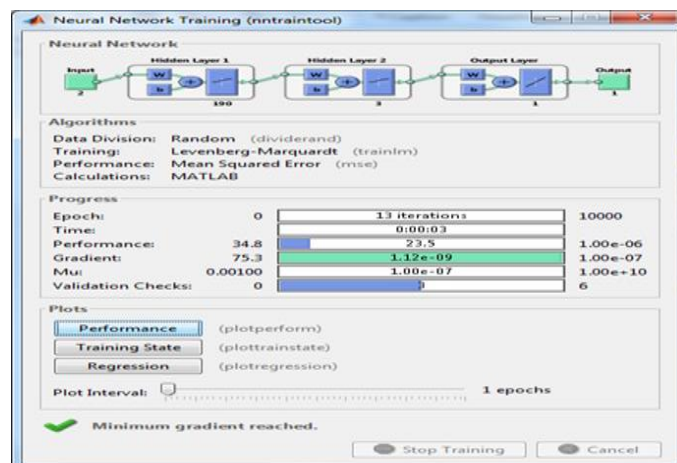 Neural Network Training (nntraintool)
Neural Network
Hidden Layer 1 Hidden Layer 2 Output Layer
Input Output
W W W
b b b
2 190 3 1 1
Algorithms
Data Division: Random (dividerand)
Training: Levenberg-Marquardt (trainlm)
Performance: Mean Squared Error (mse)
Calculations: MATLAB
Progress
Epoch: 0 13 iterations 10000
Time: 0:00:03
Performance: 34.8 23.5 1.00e-06
Gradient: 75.3 1.12e-09 1.00e-07
Mu: 0.00100 1.00e-07 1.00e+10
Validation Checks: 0 6
Plots
Performance (plotperform)
Training State (plottrainstate)
Regression (plotregression)
Plot Interval: 1 epochs
Minimum gradient reached.
Stop Training Cancel